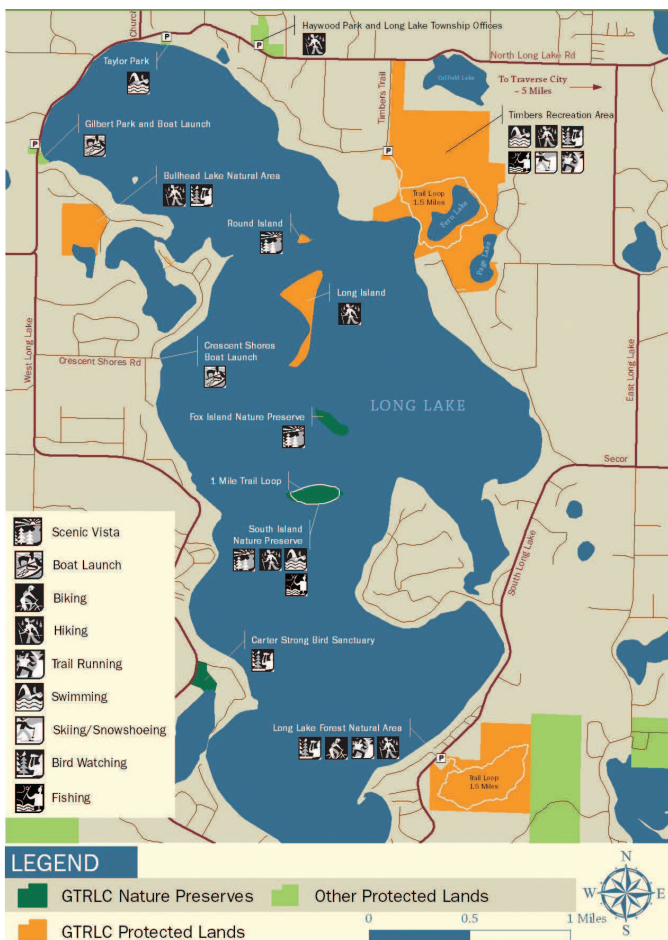 Church
Haywood Park and Long Lake Township Offices
P
P
Taylor Park
North Long Lake Rd
To Traverse City
~ 5 Miles
Timbers Trail
Timbers Recreation Area
Gilbert Park and Boat Launch
P
P
Bullhead Lake Natural Area
Trail Loop
1.5 Miles
Fern Lake
Page Lake
Round Island
Long Island
West Long Lake
Crescent Shores Rd
Crescent Shores
Boat Launch
East Long Lake
LONG LAKE
Fox Island Nature Preserve
Secor
1 Mile Trail Loop
South Island
Nature Preserve
South Long Lake
Scenic Vista
Boat Launch
Biking
Hiking
Trail Running
Swimming
Skiing/Snowshoeing
Bird Watching
Fishing
Carter Strong Bird Sanctuary
Long Lake Forest Natural Area
P
Trail Loop
1.5 Miles
LEGEND
GTRLC Nature Preserves
Other Protected Lands
GTRLC Protected Lands
0 0.5 1 Miles
N
W E
S